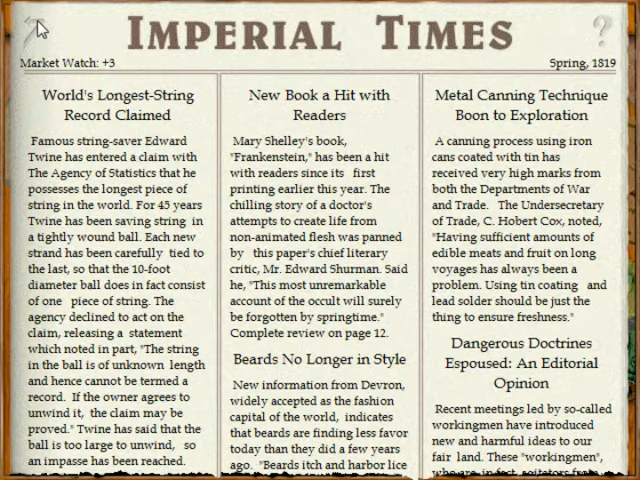 IMPERIAL TIMES
Market Watch: +3
Spring, 1819
World's Longest-String
Record Claimed
Famous string-saver Edward
Twine has entered a claim with
The Agency of Statistics that he
possesses the longest piece of
string in the world. For 45 years
Twine has been saving string in
a tightly wound ball. Each new
strand has been carefully tied to
the last, so that the 10-foot
diameter ball does in fact consist
of one piece of string. The
agency declined to act on the
claim, releasing a statement
which noted in part, "The string
in the ball is of unknown length
and hence cannot be termed a
record. If the owner agrees to
unwind it, the claim may be
proved." Twine has said that the
ball is too large to unwind, so
an impasse has been reached.
New Book a Hit with
Readers
Mary Shelley's book,
"Frankenstein," has been a hit
with readers since its first
printing earlier this year. The
chilling story of a doctor's
attempts to create life from
non-animated flesh was panned
by this paper's chief literary
critic, Mr. Edward Shurman. Said
he, "This most unremarkable
account of the occult will surely
be forgotten by springtime."
Complete review on page 12.
Beards No Longer in Style
New information from Devron,
widely accepted as the fashion
capital of the world, indicates
that beards are finding less favor
today than they did a few years
ago. "Beards itch and harbor lice
Metal Canning Technique
Boon to Exploration
A canning process using iron
cans coated with tin has
received very high marks from
both the Departments of War
and Trade. The Undersecretary
of Trade, C. Hobert Cox, noted,
"Having sufficient amounts of
edible meats and fruit on long
voyages has always been a
problem. Using tin coating and
lead solder should be just the
thing to ensure freshness."
Dangerous Doctrines
Espoused: An Editorial
Opinion
Recent meetings led by so-called
workingmen have introduced
new and harmful ideas to our
fair land. These "workingmen",
who are, in fact, agitators from